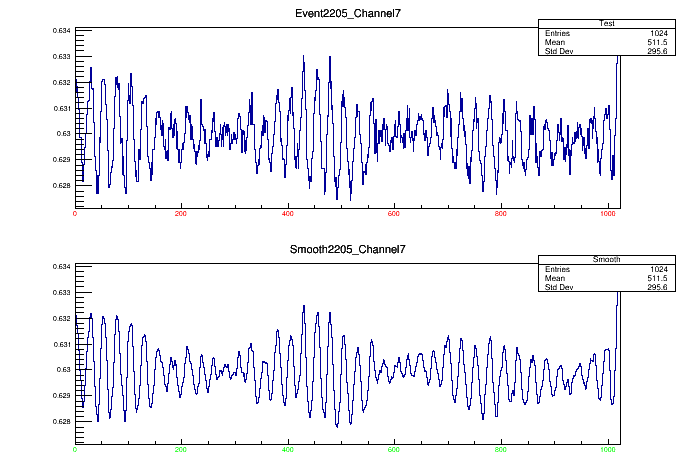 Event2205_Channel7
Test
Entries 1024
Mean 511.5
Std Dev 295.6
0.634
0.633
0.632
0.631
0.63
0.629
0.628
0 200 400 600 800 1000
Smooth2205_Channel7
Smooth
Entries 1024
Mean 511.5
Std Dev 295.6
0.634
0.633
0.632
0.631
0.63
0.629
0.628
0 200 400 600 800 1000